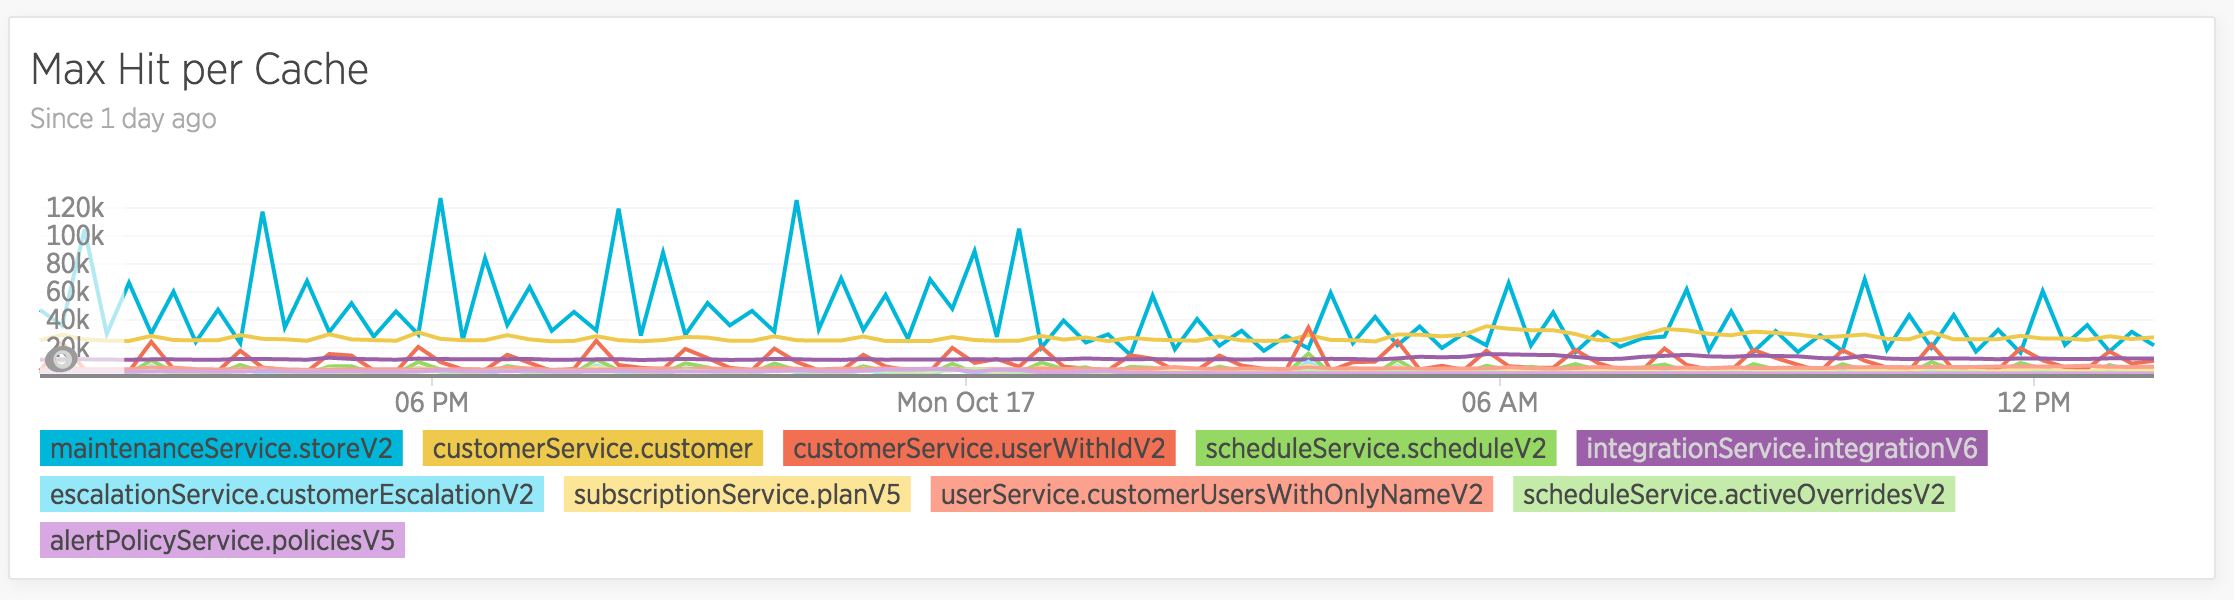 Max Hit per Cache
Since 1 day ago
120k
100k
80k
60k
40k
20k
06 PM Mon Oct 17 06 AM 12 PM
maintenanceService.storeV2 customerService.customer customerService.userWithIdV2 scheduleService.scheduleV2 integrationService.integrationV6
escalationService.customerEscalationV2 subscriptionService.planV5 userService.customerUsersWithOnlyNameV2 scheduleService.activeOverridesV2
alertPolicyService.policiesV5